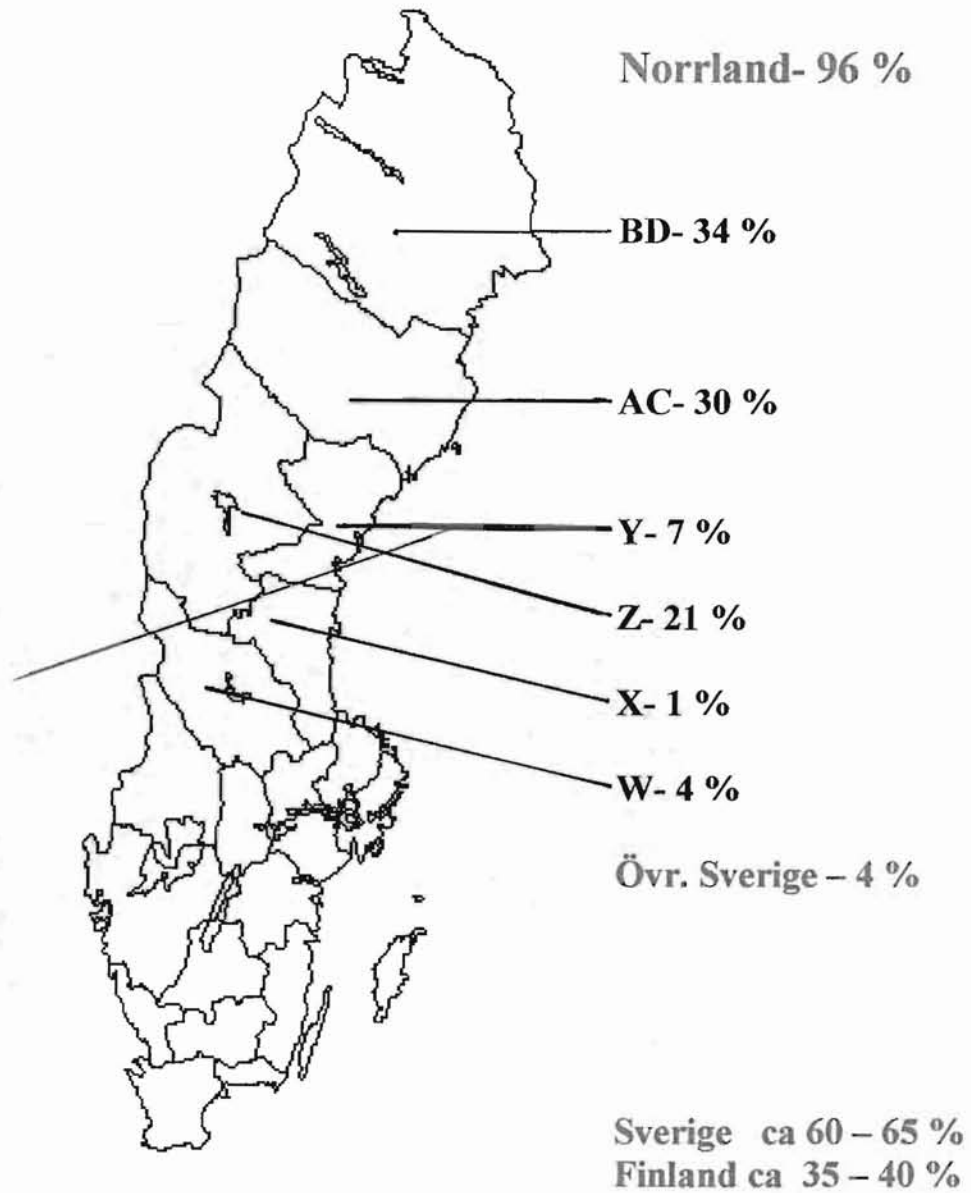 Norrland- 96 %
BD- 34 %
AC- 30 %
Y- 7 %
Z- 21 %
X- 1 %
W- 4 %
Övr. Sverige – 4 %
Sverige ca 60 – 65 %
Finland ca 35 – 40 %